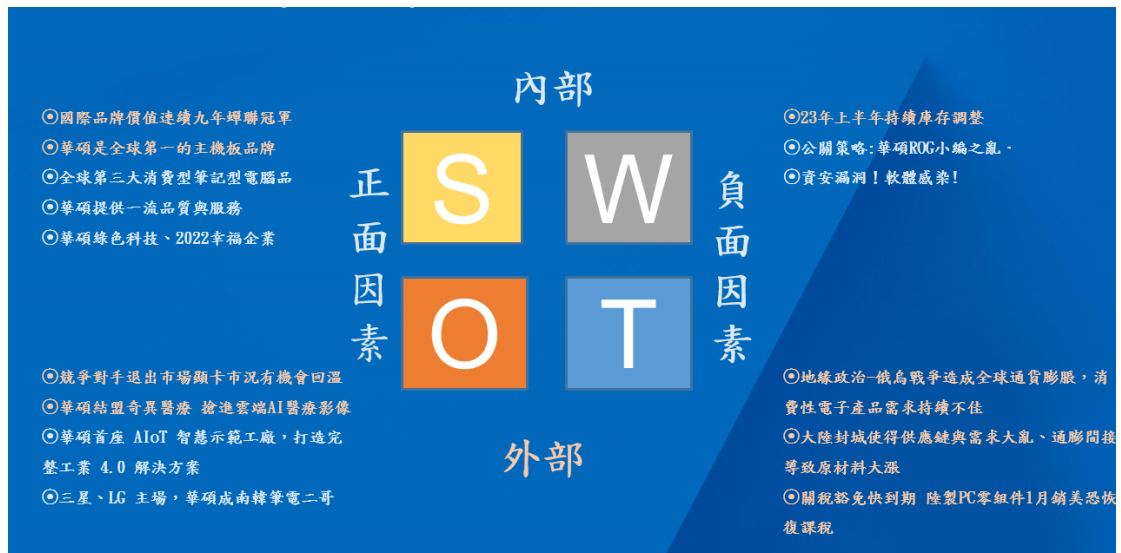 內部
⦿國際品牌價值連續九年蟬聯冠軍
⦿華碩是全球第一的主機板品牌
⦿全球第三大消費型筆記型電腦品
⦿華碩提供一流品質與服務
⦿華碩綠色科技、2022幸福企業
正面因素
S
W
O
T
負面因素
⦿23年上半年持續庫存調整
⦿公關策略:華碩ROG小編之亂.
⦿資安漏洞!軟體感染!
⦿競爭對手退出市場顯卡市況有機會回溫
⦿華碩結盟奇異醫療 搶進雲端AI醫療影像
⦿華碩首座 AIoT 智慧示範工廠，打造完
整工業 4.0 解決方案
⦿三星、LG 主場，華碩成南韓筆電二哥
外部
⦿地緣政治-俄烏戰爭造成全球通貨膨脹，消
費性電子產品需求持續不佳
⦿大陸封城使得供應鏈與需求大亂、通膨間接
導致原材料大漲
⦿關稅豁免快到期 陸製PC零組件1月銷美恐恢
復課稅